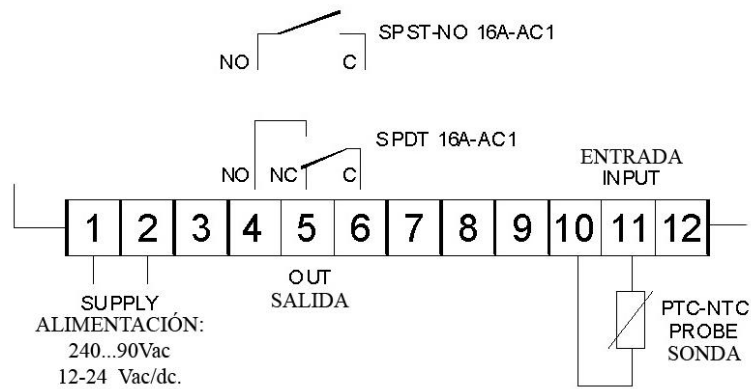 SPST-NO 16A-AC1
NO C
SPDT 16A-AC1
NO NC C
ENTRADA
INPUT
1 2 3 4 5 6 7 8 9 10 11 12
OUT
SALIDA
SUPPLY
ALIMENTACIÓN:
240...90Vac
12-24 Vac/dc.
PTC-NTC
PROBE
SONDA